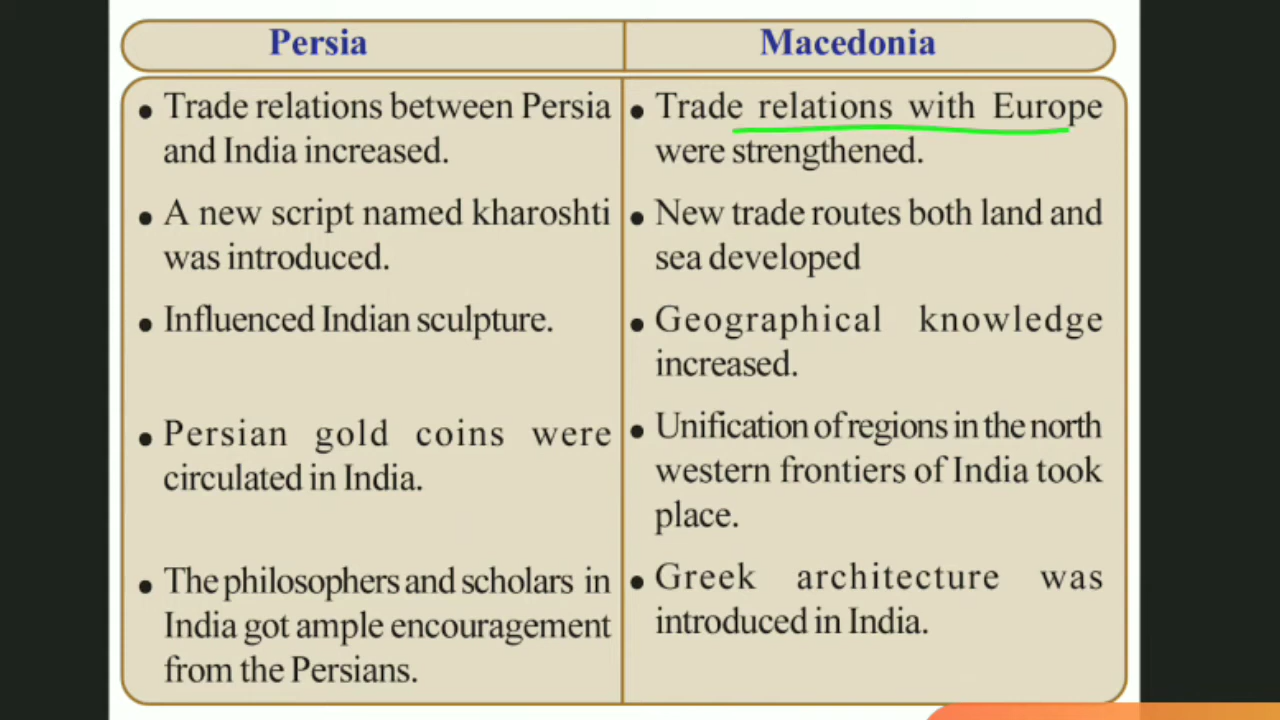 Persia
Macedonia
• Trade relations between Persia
and India increased.
• A new script named kharoshti
was introduced.
• Influenced Indian sculpture.
• Persian gold coins were
circulated in India.
• The philosophers and scholars in
India got ample encouragement
from the Persians.
• Trade relations with Europe
were strengthened.
• New trade routes both land and
sea developed
• Geographical knowledge
increased.
• Unification of regions in the north
western frontiers of India took
place.
• Greek architecture was
introduced in India.